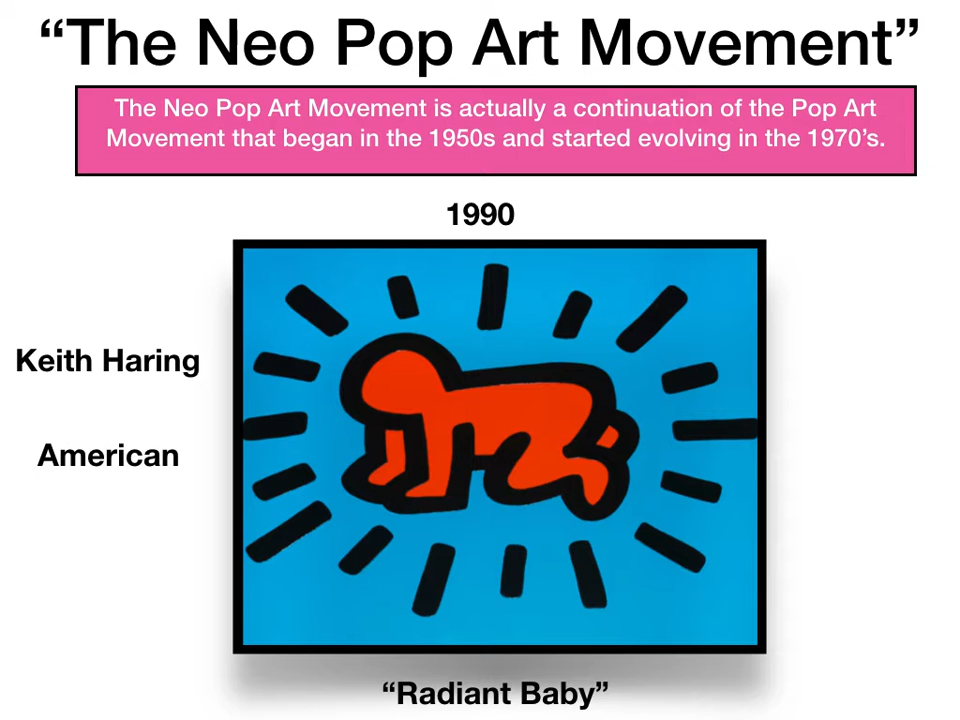 “The Neo Pop Art Movement”
The Neo Pop Art Movement is actually a continuation of the Pop Art
Movement that began in the 1950s and started evolving in the 1970’s.
1990
Keith Haring
American
“Radiant Baby”